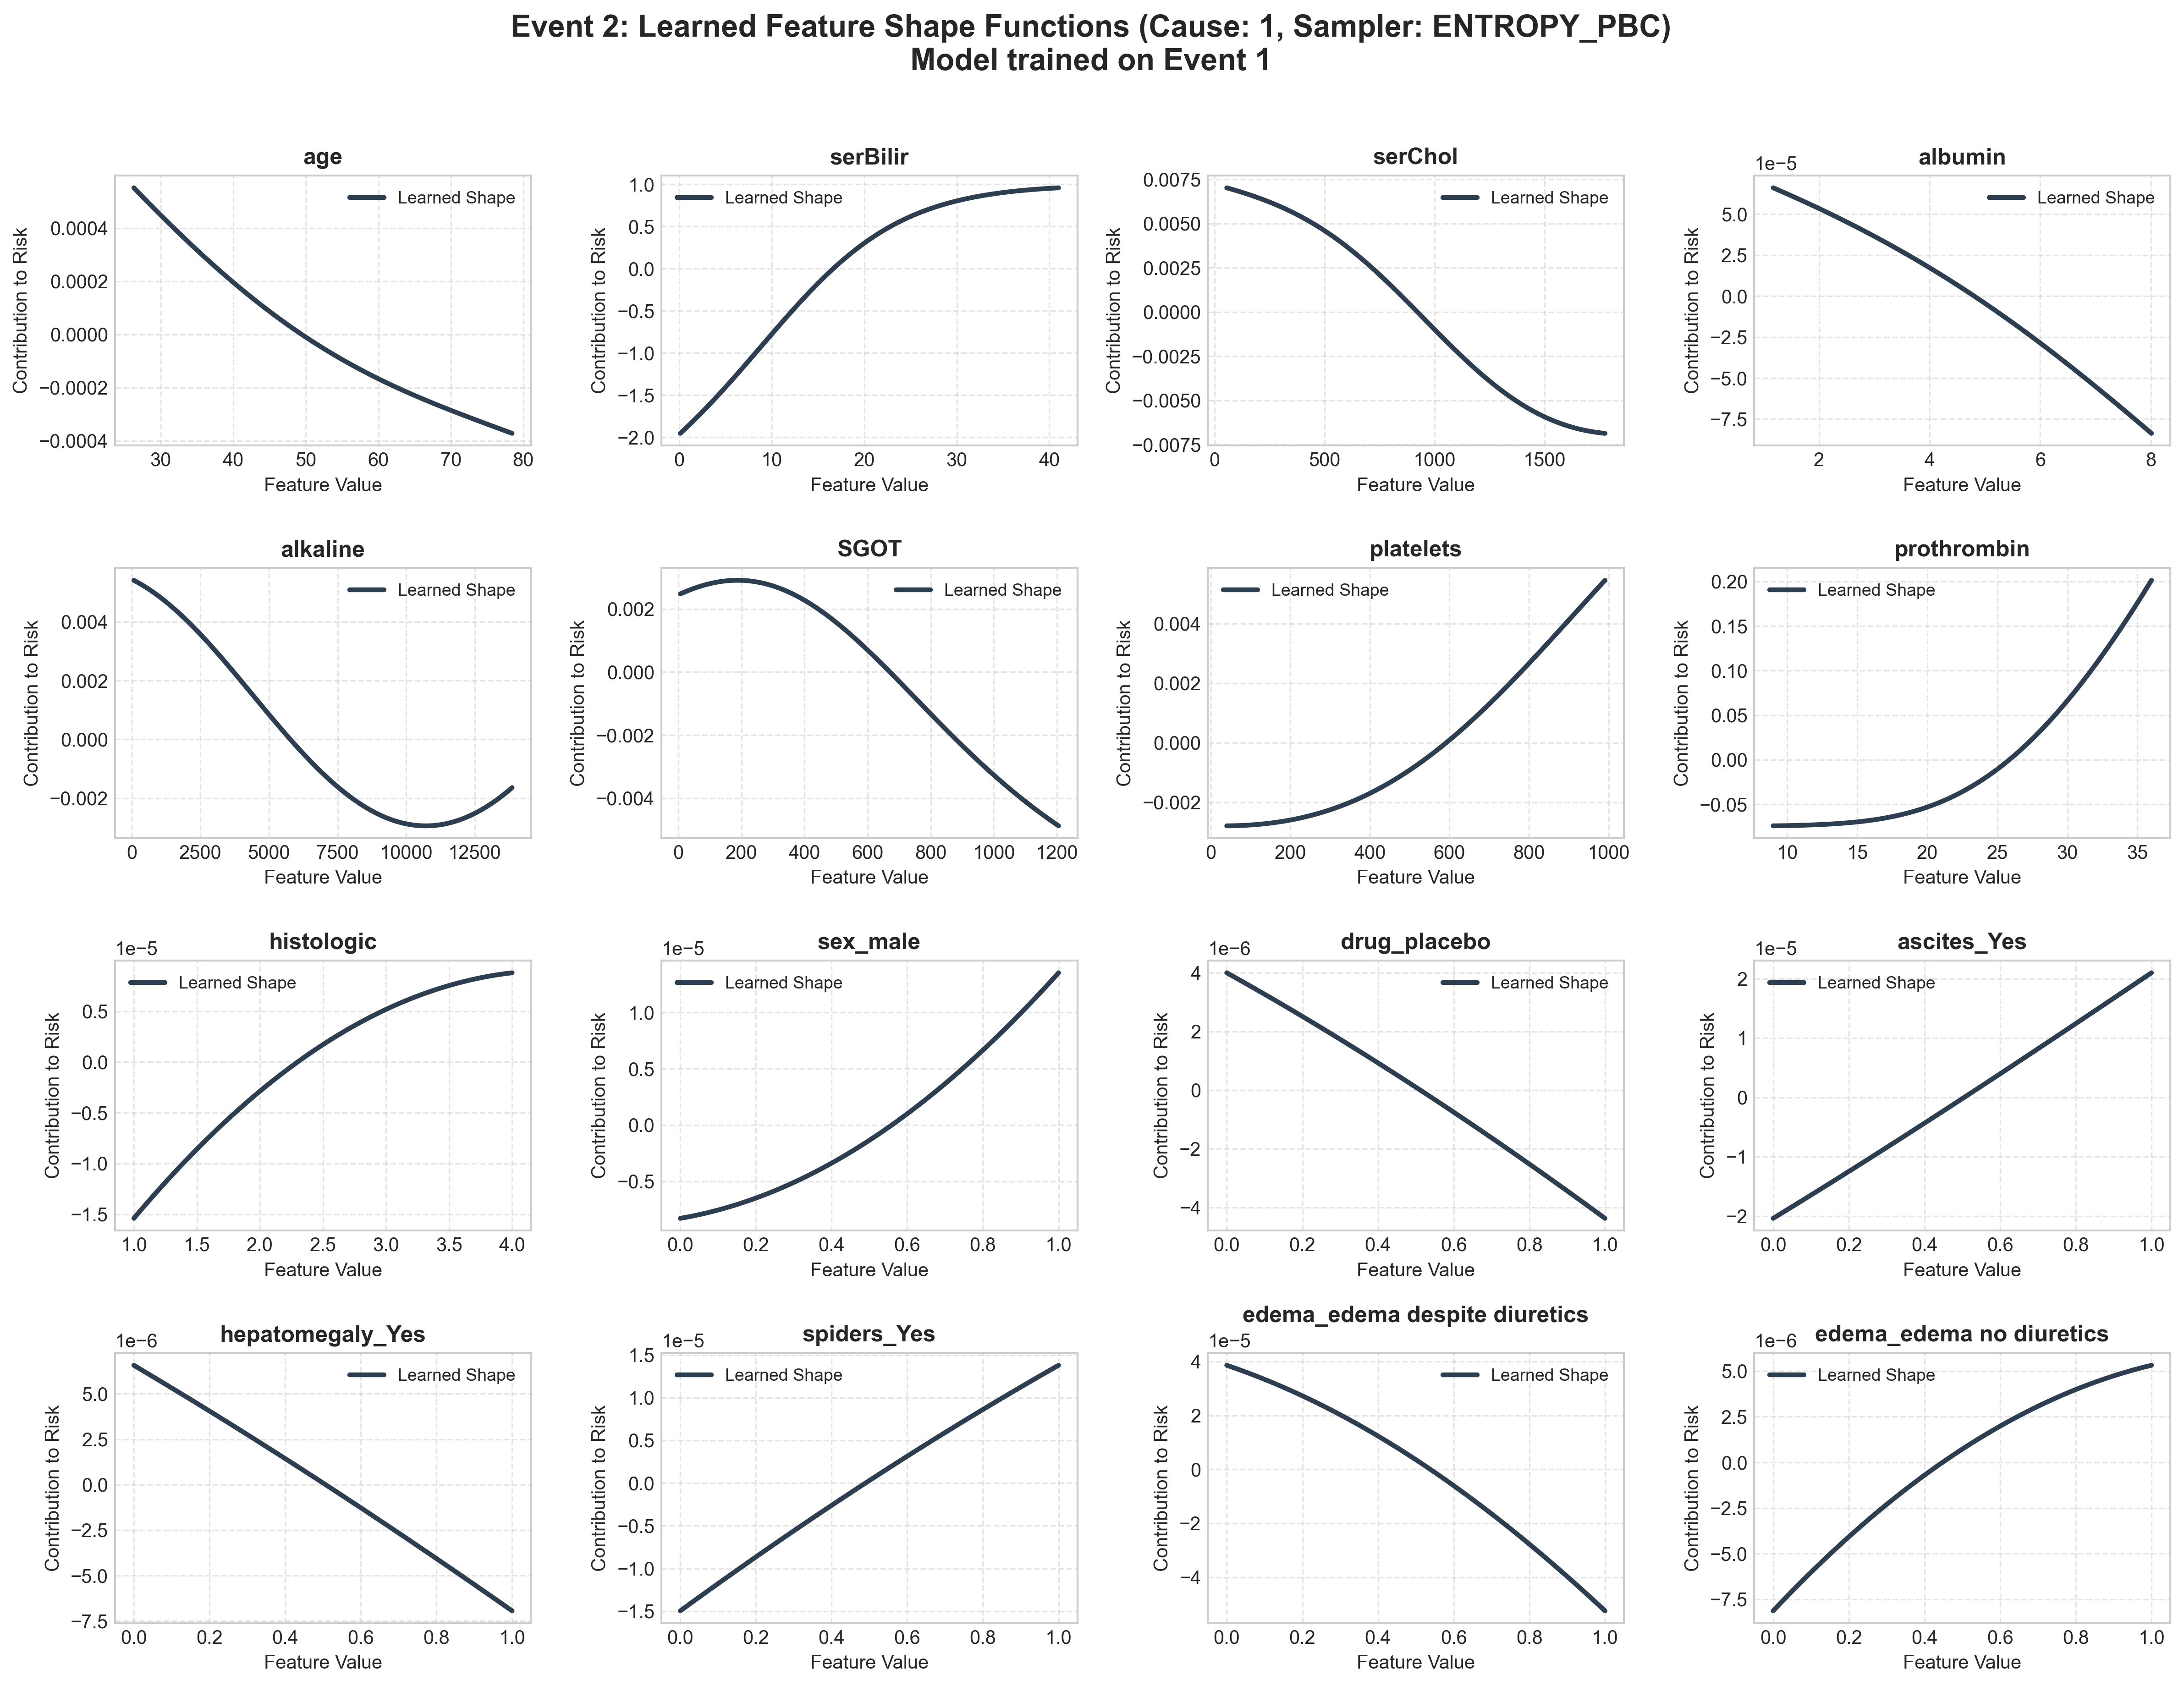 Event 2: Learned Feature Shape Functions (Cause: 1, Sampler: ENTROPY_PBC)
Model trained on Event 1
age
Learned Shape
Contribution to Risk
0.0004
0.0002
0.0000
−0.0002
−0.0004
30 40 50 60 70 80
Feature Value
serBilir
Learned Shape
Contribution to Risk
1.0
0.5
0.0
−0.5
−1.0
−1.5
−2.0
0 10 20 30 40
Feature Value
serChol
Learned Shape
Contribution to Risk
0.0075
0.0050
0.0025
0.0000
−0.0025
−0.0050
−0.0075
0 500 1000 1500
Feature Value
albumin
1e−5
Learned Shape
Contribution to Risk
5.0
2.5
0.0
−2.5
−5.0
−7.5
2 4 6 8
Feature Value
alkaline
Learned Shape
Contribution to Risk
0.004
0.002
0.000
−0.002
0 2500 5000 7500 10000 12500
Feature Value
SGOT
Learned Shape
Contribution to Risk
0.002
0.000
−0.002
−0.004
0 200 400 600 800 1000 1200
Feature Value
platelets
Learned Shape
Contribution to Risk
0.004
0.002
0.000
−0.002
0 200 400 600 800 1000
Feature Value
prothrombin
Learned Shape
Contribution to Risk
0.20
0.15
0.10
0.05
0.00
−0.05
10 15 20 25 30 35
Feature Value
histologic
1e−5
Learned Shape
Contribution to Risk
0.5
0.0
−0.5
−1.0
−1.5
1.0 1.5 2.0 2.5 3.0 3.5 4.0
Feature Value
sex_male
1e−5
Learned Shape
Contribution to Risk
1.0
0.5
0.0
−0.5
0.0 0.2 0.4 0.6 0.8 1.0
Feature Value
drug_placebo
1e−6
Learned Shape
Contribution to Risk
4
2
0
−2
−4
0.0 0.2 0.4 0.6 0.8 1.0
Feature Value
ascites_Yes
1e−5
Learned Shape
Contribution to Risk
2
1
0
−1
−2
0.0 0.2 0.4 0.6 0.8 1.0
Feature Value
hepatomegaly_Yes
1e−6
Learned Shape
Contribution to Risk
5.0
2.5
0.0
−2.5
−5.0
−7.5
0.0 0.2 0.4 0.6 0.8 1.0
Feature Value
spiders_Yes
1e−5
Learned Shape
Contribution to Risk
1.5
1.0
0.5
0.0
−0.5
−1.0
−1.5
0.0 0.2 0.4 0.6 0.8 1.0
Feature Value
edema_edema despite diuretics
1e−5
Learned Shape
Contribution to Risk
4
2
0
−2
−4
0.0 0.2 0.4 0.6 0.8 1.0
Feature Value
edema_edema no diuretics
1e−6
Learned Shape
Contribution to Risk
5.0
2.5
0.0
−2.5
−5.0
−7.5
0.0 0.2 0.4 0.6 0.8 1.0
Feature Value